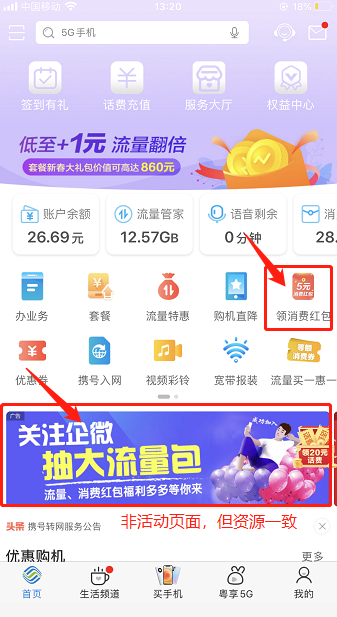 中国移动 13:20 18%
5G手机
签到有礼 话费充值 服务大厅 权益中心
低至+1元 流量翻倍
套餐新春大礼包价值可高达860元
账户余额 流量管家 语音剩余 消
26.69元 12.57GB 0分钟 28.
5元
消费红包
办业务 套餐 流量特惠 购机直降 领消费红包
等额
消费券
优惠券 携号入网 视频彩铃 宽带报装 流量买一惠一
广告
关注企微
抽大流量包
流量、消费红包福利多多等你来
成功加入
领20元
话费
非活动页面，但资源一致
头条 携号转网服务公告
优惠购机 更多
首页 生活频道 买手机 粤享5G 我的